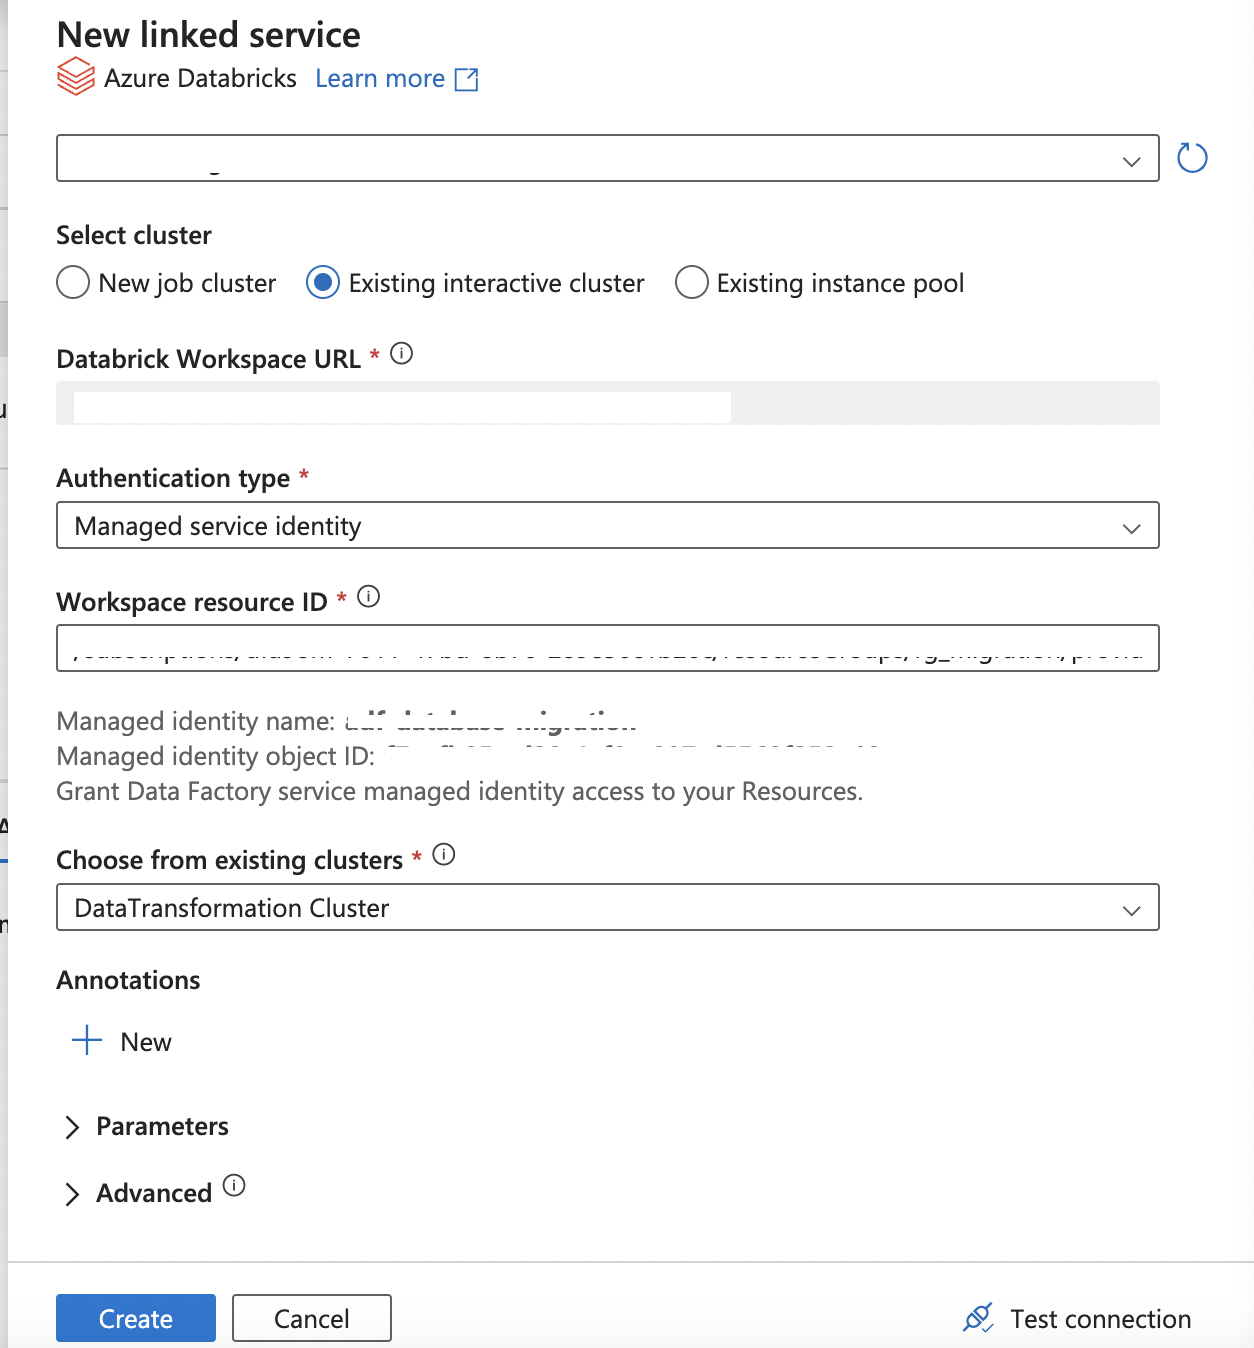 New linked service
Azure Databricks Learn more
Select cluster
New job cluster Existing interactive cluster Existing instance pool
Databrick Workspace URL *
Authentication type *
Managed service identity
Workspace resource ID *
Managed identity name:
Managed identity object ID:
Grant Data Factory service managed identity access to your Resources.
Choose from existing clusters *
DataTransformation Cluster
Annotations
New
Parameters
Advanced
Create Cancel Test connection